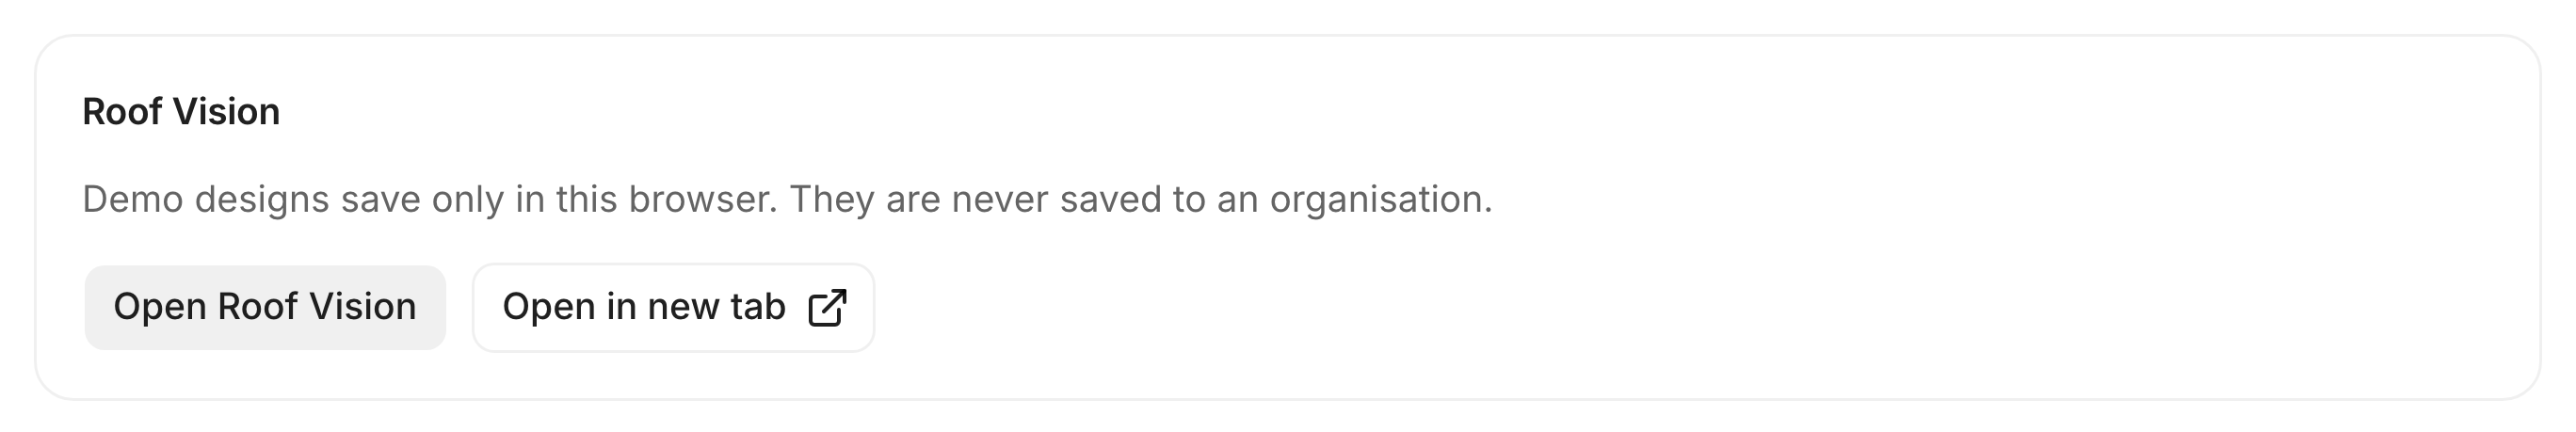 Roof Vision
Demo designs save only in this browser. They are never saved to an organisation.
Open Roof Vision
Open in new tab